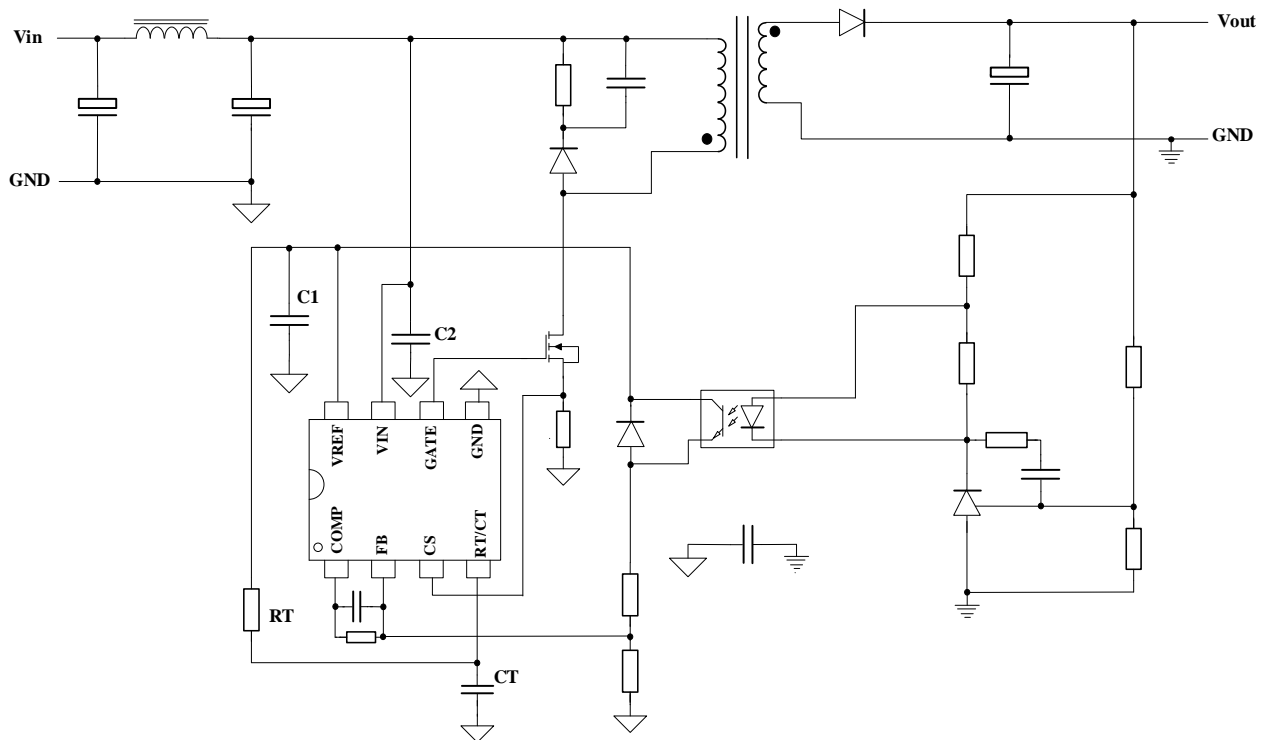 Vin
Vout
GND
GND
C1
C2
VREF
VIN
GATE
GND
COMP
FB
CS
RT/CT
RT
CT